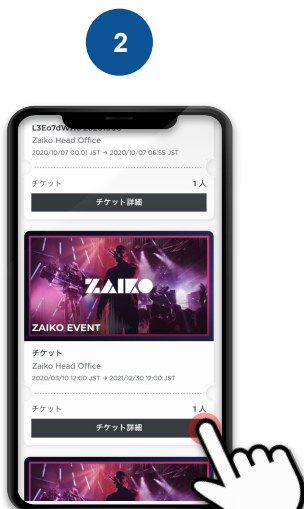 2
Zaiko Head Office
2020/10/07 00:01 JST → 2020/10/07 06:55 JST
チケット 1人
チケット詳細
ZAIKO
ZAIKO EVENT
チケット
Zaiko Head Office
2020/03/10 12:00 JST → 2021/12/30 12:00 JST
チケット 1人
チケット詳細